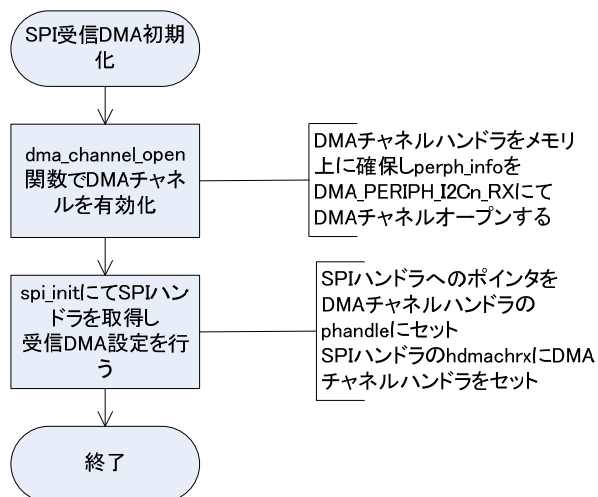 SPI受信DMA初期
化
dma_channel_open
関数でDMAチャネ
ルを有効化
DMAチャネルハンドラをメモリ
上に確保しperph_infoを
DMA_PERIPH_I2Cn_RXにて
DMAチャネルオープンする
spi_initにてSPIハン
ドラを取得し
受信DMA設定を行
う
SPIハンドラへのポインタを
DMAチャネルハンドラの
phandleにセット
SPIハンドラのhdmachrxにDMA
チャネルハンドラをセット
終了